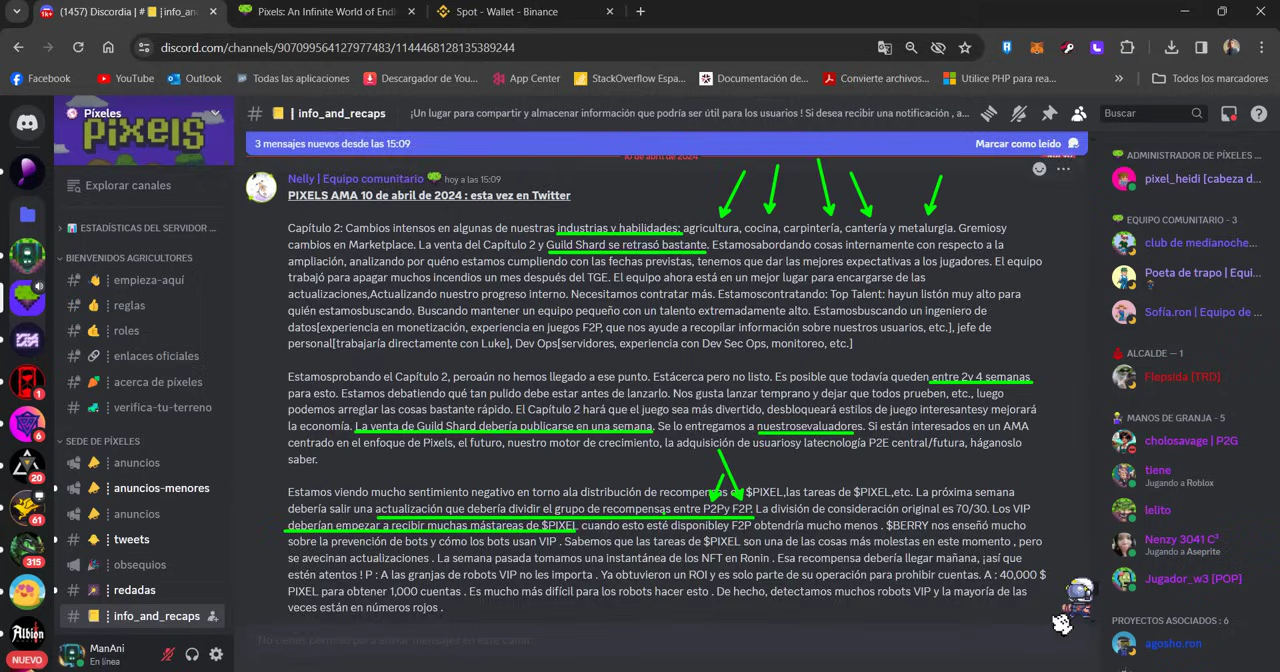 (1457) Discordia | # 📒 ┊info_an
Pixels: An Infinite World of Endl
Spot - Wallet - Binance
discord.com/channels/907099564127977483/1144468128135389244
Facebook
YouTube
Outlook
Todas las aplicaciones
Descargador de You...
App Center
StackOverflow Espa...
Documentación de...
Convierte archivos...
Utilice PHP para rea...
»
Todos los marcadores
Píxeles
pixels
Explorar canales
ESTADÍSTICAS DEL SERVIDOR ...
BIENVENIDOS AGRICULTORES
empieza-aquí
reglas
roles
enlaces oficiales
acerca de píxeles
verifica-tu-terreno
SEDE DE PÍXELES
anuncios
anuncios-menores
anuncios
tweets
obsequios
redadas
info_and_recaps
1
6
20
61
315
Albion
NUEVO
ManAni
En línea
| info_and_recaps
¡Un lugar para compartir y almacenar información que podría ser útil para los usuarios ! Si desea recibir una notificación , a...
Buscar
3 mensajes nuevos desde las 15:09
Marcar como leído
10 de abril de 2024
Nelly | Equipo comunitario
hoy a las 15:09
PIXELS AMA 10 de abril de 2024 : esta vez en Twitter
Capítulo 2: Cambios intensos en algunas de nuestras industrias y habilidades: agricultura, cocina, carpintería, cantería y metalurgia. Gremiosy
cambios en Marketplace. La venta del Capítulo 2 y Guild Shard se retrasó bastante. Estamosabordando cosas internamente con respecto a la
ampliación, analizando por quéno estamos cumpliendo con las fechas previstas, tenemos que dar las mejores expectativas a los jugadores. El equipo
trabajó para apagar muchos incendios un mes después del TGE. El equipo ahora está en un mejor lugar para encargarse de las
actualizaciones,Actualizando nuestro progreso interno. Necesitamos contratar más. Estamoscontratando: Top Talent: hayun listón muy alto para
quién estamosbuscando. Buscando mantener un equipo pequeño con un talento extremadamente alto. Estamosbuscando un ingeniero de
datos[experiencia en monetización, experiencia en juegos F2P, que nos ayude a recopilar información sobre nuestros usuarios, etc.], jefe de
personal[trabajaría directamente con Luke], Dev Ops[servidores, experiencia con Dev Sec Ops, monitoreo, etc.]
Estamosprobando el Capítulo 2, peroaún no hemos llegado a ese punto. Estácerca pero no listo. Es posible que todavía queden entre 2y 4 semanas
para esto. Estamos debatiendo qué tan pulido debe estar antes de lanzarlo. Nos gusta lanzar temprano y dejar que todos prueben, etc., luego
podemos arreglar las cosas bastante rápido. El Capítulo 2 hará que el juego sea más divertido, desbloqueará estilos de juego interesantesy mejorará
la economía. La venta de Guild Shard debería publicarse en una semana. Se lo entregamos a nuestrosevaluadores. Si están interesados en un AMA
centrado en el enfoque de Pixels, el futuro, nuestro motor de crecimiento, la adquisición de usuariosy latecnología P2E central/futura, háganoslo
saber.
Estamos viendo mucho sentimiento negativo en torno ala distribución de recompensas de $PIXEL,las tareas de $PIXEL,etc. La próxima semana
debería salir una actualización que debería dividir el grupo de recompensas entre P2Py F2P. La división de consideración original es 70/30. Los VIP
deberían empezar a recibir muchas mástareas de $PIXEL. cuando esto esté disponibley F2P obtendría mucho menos . $BERRY nos enseñó mucho
sobre la prevención de bots y cómo los bots usan VIP . Sabemos que las tareas de $PIXEL son una de las cosas más molestas en este momento , pero
se avecinan actualizaciones . La semana pasada tomamos una instantánea de los NFT en Ronin . Esa recompensa debería llegar mañana, ¡así que
estén atentos ! P : A las granjas de robots VIP no les importa . Ya obtuvieron un ROI y es solo parte de su operación para prohibir cuentas. A : 40,000 $
PIXEL para obtener 1,000 cuentas . Es mucho más difícil para los robots hacer esto . De hecho, detectamos muchos robots VIP y la mayoría de las
veces están en números rojos .
No tienes permiso para enviar mensajes en este canal.
ADMINISTRADOR DE PÍXELES ...
pixel_heidi [cabeza d...
EQUIPO COMUNITARIO - 3
club de medianoche...
Poeta de trapo | Equi...
Sofía.ron | Equipo de ...
ALCALDE — 1
Flepsida [TRD]
MANOS DE GRANJA - 5
cholosavage | P2G
tiene
Jugando a Roblox
lelito
Nenzy 3041 C³
Jugando a Aseprite
Jugador_w3 [POP]
PROYECTOS ASOCIADOS : 6
agosho.ron